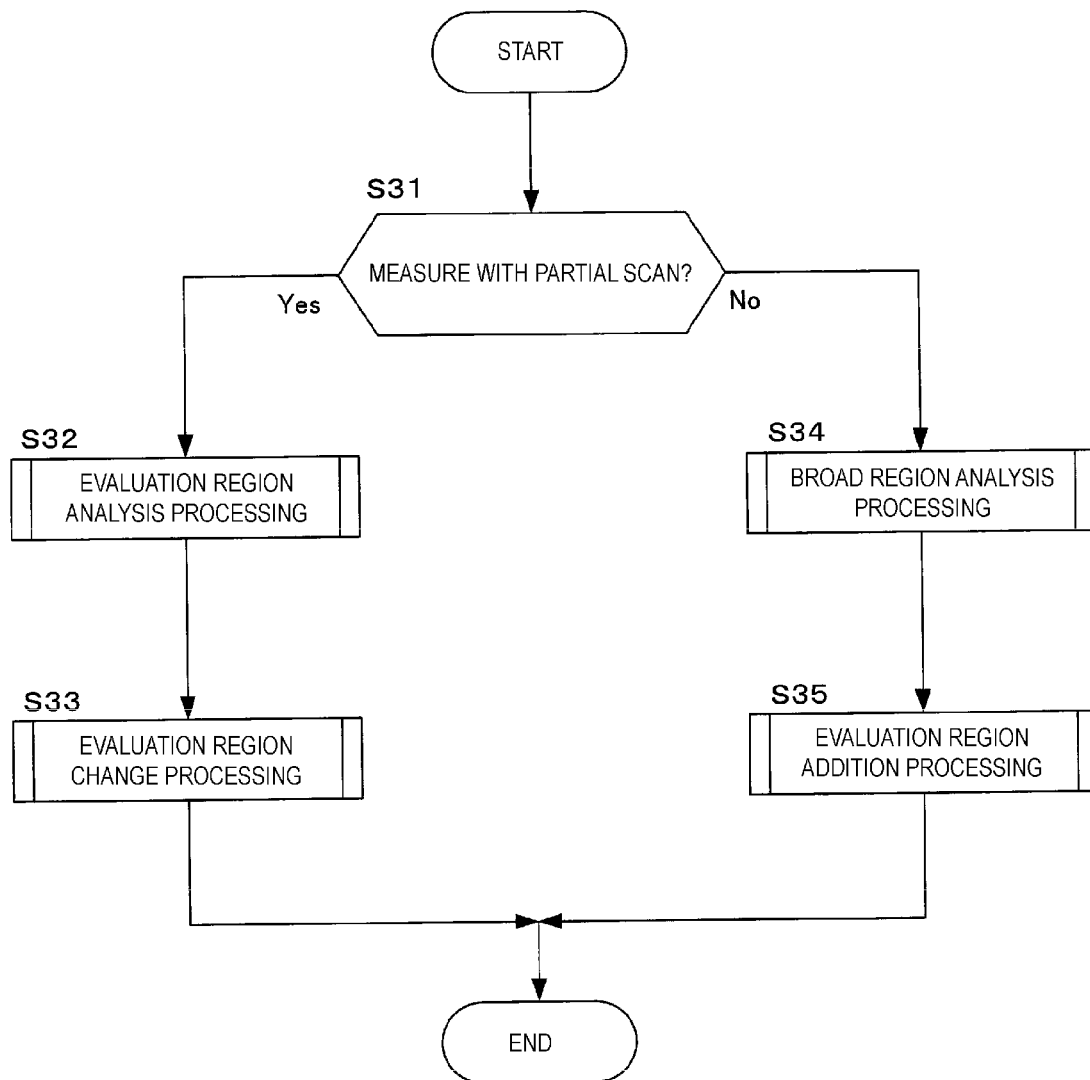 START
S31
MEASURE WITH PARTIAL SCAN?
Yes
No
S32
EVALUATION REGION
ANALYSIS PROCESSING
S34
BROAD REGION ANALYSIS
PROCESSING
S33
EVALUATION REGION
CHANGE PROCESSING
S35
EVALUATION REGION
ADDITION PROCESSING
END